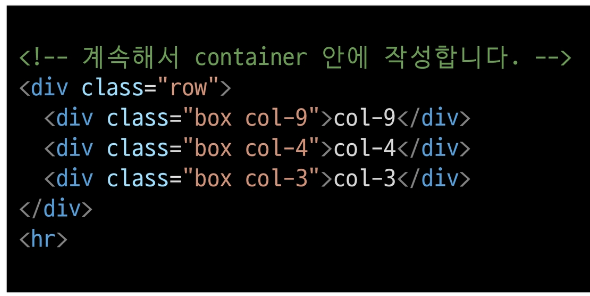 <!-- 계속해서 container 안에 작성합니다. -->
<div class="row">
  <div class="box col-9">col-9</div>
  <div class="box col-4">col-4</div>
  <div class="box col-3">col-3</div>
</div>
<hr>